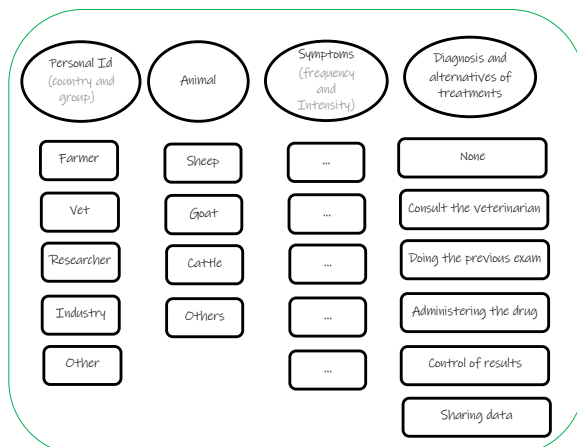 Personal Id
(country and
group)
Animal
Symptoms
(frequency
and
Intensity)
Diagnosis and
alternatives of
treatments
Farmer
Vet
Researcher
Industry
Other
Sheep
Goat
Cattle
Others
...
...
...
...
...
None
Consult the veterinarian
Doing the previous exam
Administering the drug
Control of results
Sharing data